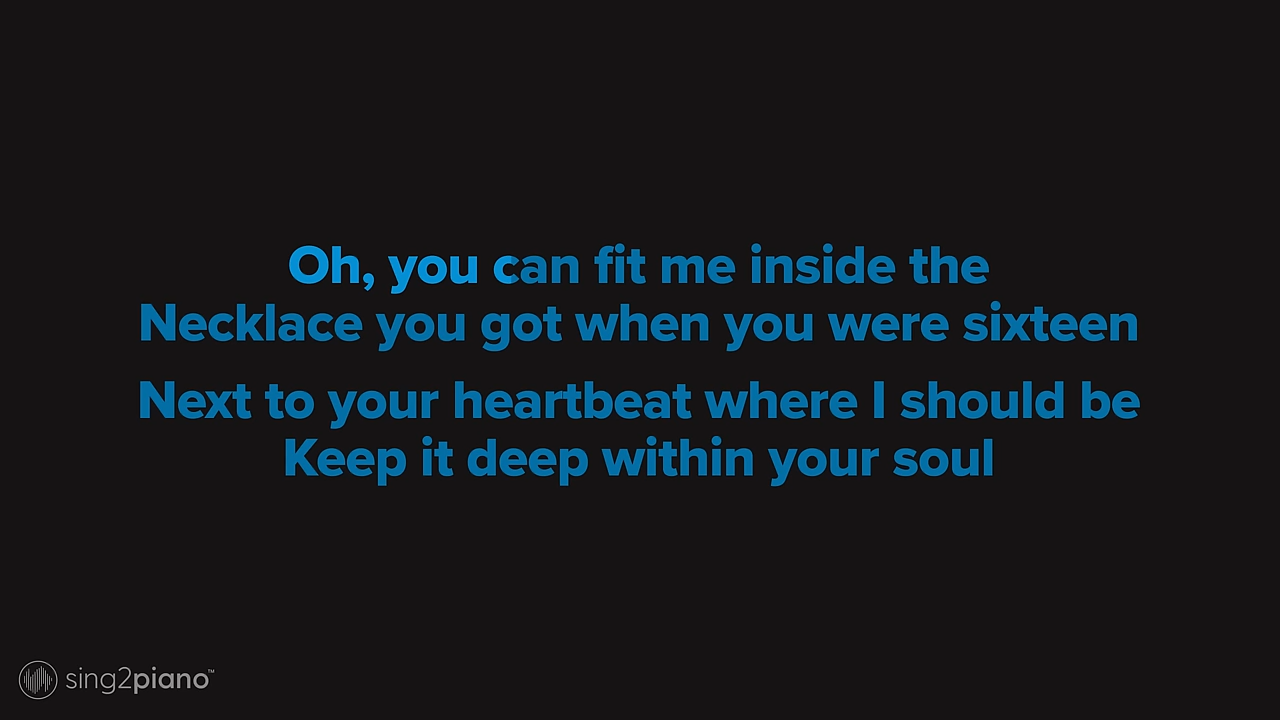 Oh, you can fit me inside the
Necklace you got when you were sixteen
Next to your heartbeat where I should be
Keep it deep within your soul
sing2piano™